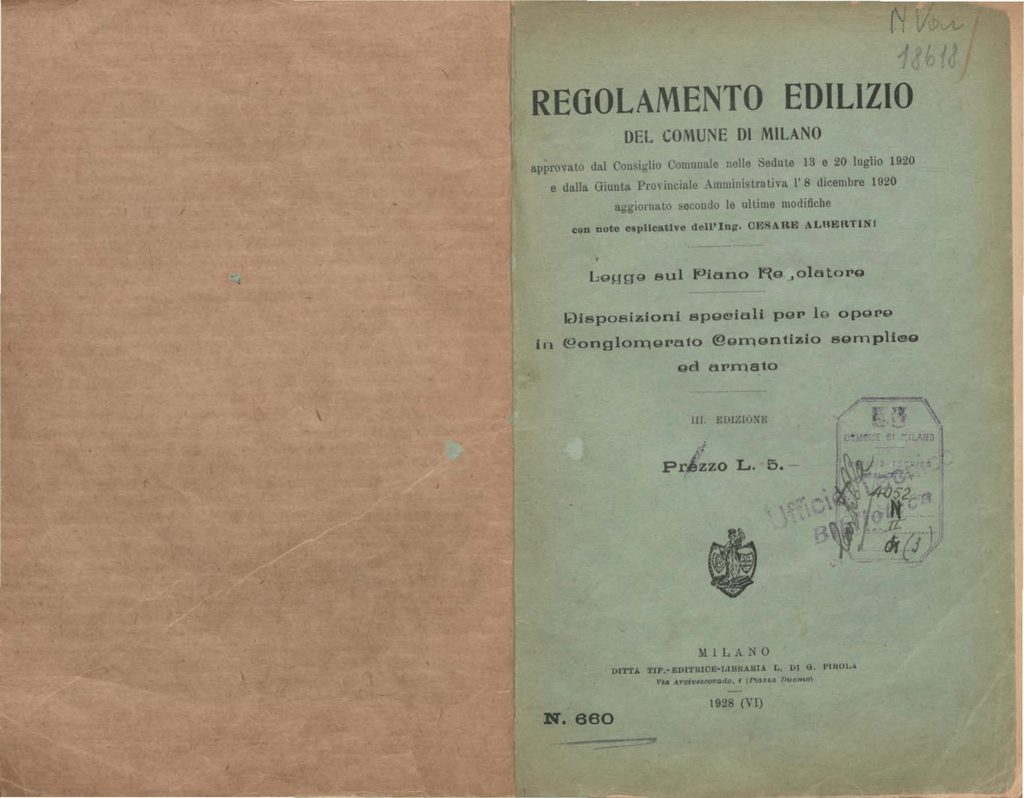 N Var
18618
REGOLAMENTO EDILIZIO
DEL COMUNE DI MILANO
approvato dal Consiglio Comunale nelle Sedute 13 e 20 luglio 1920
e dalla Giunta Provinciale Amministrativa l' 8 dicembre 1920
aggiornato secondo le ultime modifiche
con note esplicative dell'Ing. CESARE ALBERTINI
Legge sul Piano Regolatore
Disposizioni speciali per le opere
in Conglomerato Cementizio semplice
ed armato
III. EDIZIONE
COMUNE DI MILANO
Prezzo L. 5.—
4052
N
II
Ufficio
Biblioteca
MILANO
DITTA TIP.-EDITRICE-LIBRARIA L. DI G. PIROLA
Via Arcivescovado, 1 (Piazza Duomo)
1928 (VI)
N. 660